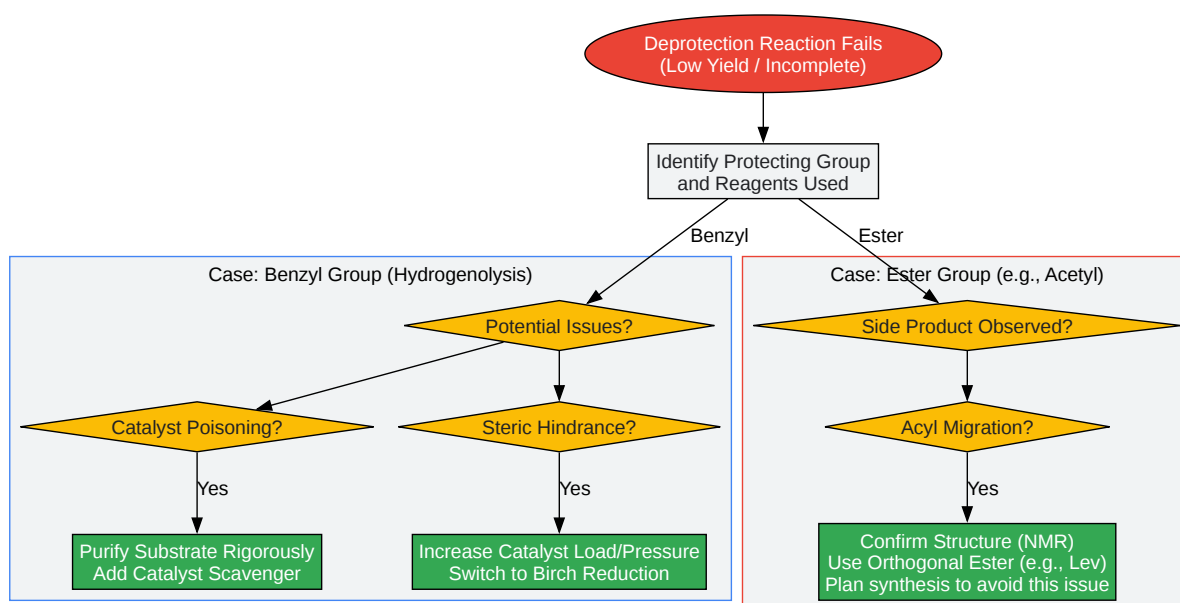 Deprotection Reaction Fails
(Low Yield / Incomplete)
Identify Protecting Group
and Reagents Used
Benzyl
Ester
Case: Benzyl Group (Hydrogenolysis)
Case: Ester Group (e.g., Acetyl)
Potential Issues?
Side Product Observed?
Catalyst Poisoning?
Steric Hindrance?
Acyl Migration?
Yes
Yes
Yes
Purify Substrate Rigorously
Add Catalyst Scavenger
Increase Catalyst Load/Pressure
Switch to Birch Reduction
Confirm Structure (NMR)
Use Orthogonal Ester (e.g., Lev)
Plan synthesis to avoid this issue